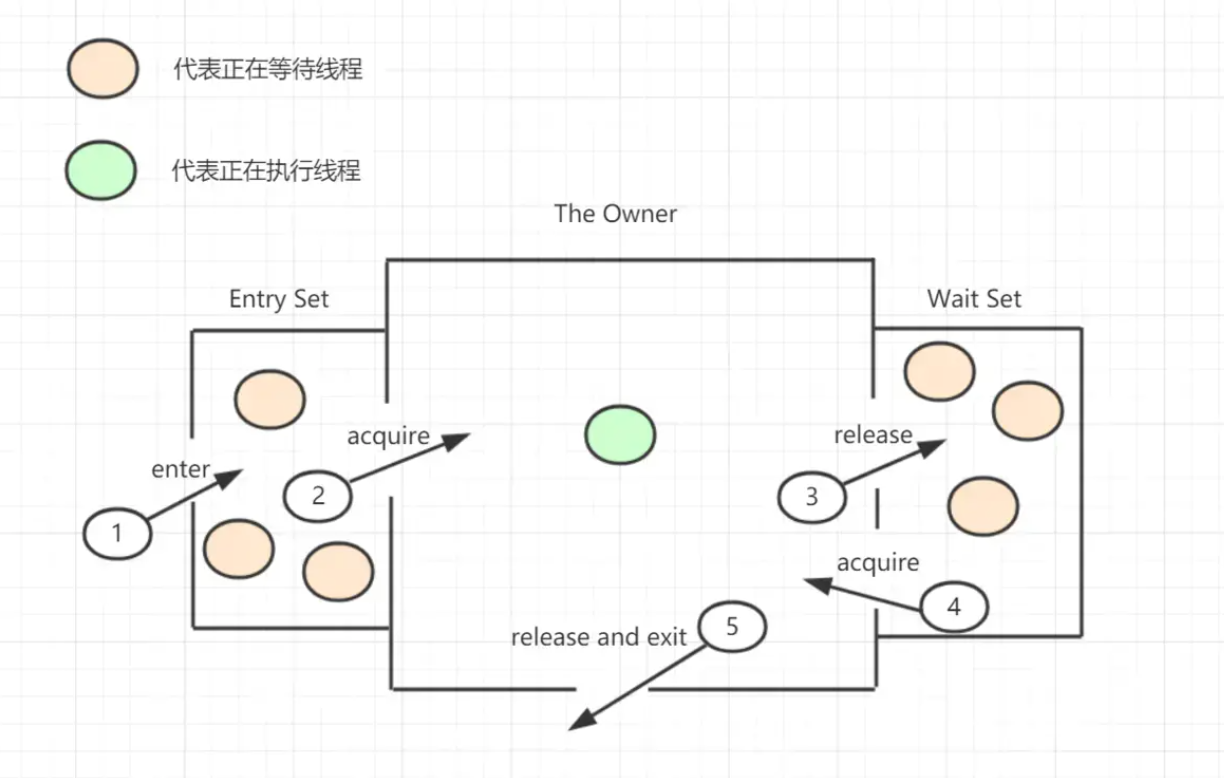 代表正在等待线程
代表正在执行线程
The Owner
Entry Set
Wait Set
acquire
release
enter
2
3
1
acquire
4
5
release and exit